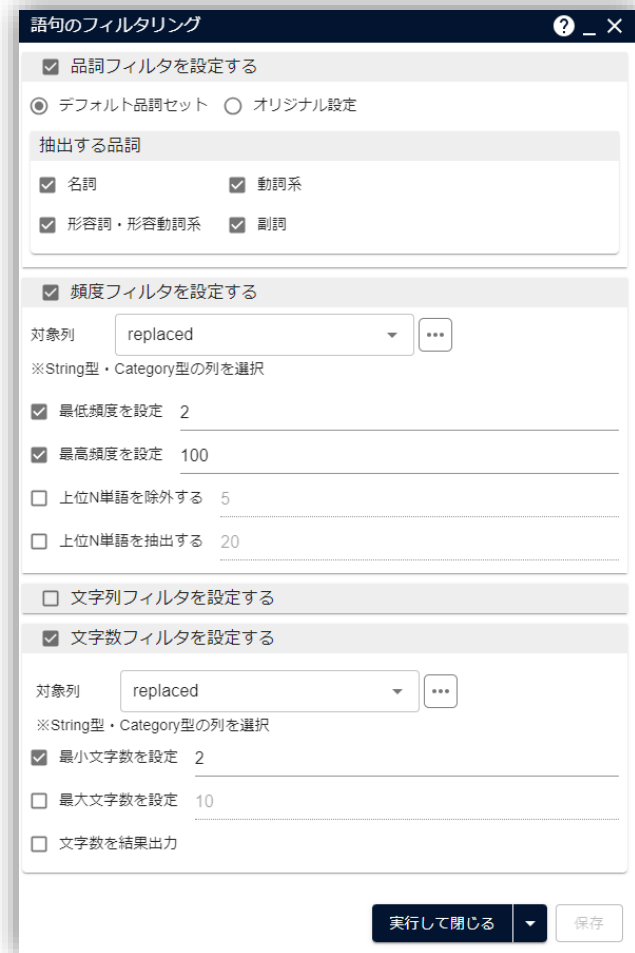 語句のフィルタリング
品詞フィルタを設定する
デフォルト品詞セット オリジナル設定
抽出する品詞
名詞 動詞系
形容詞・形容動詞系 副詞
頻度フィルタを設定する
対象列 replaced
※String型・Category型の列を選択
最低頻度を設定 2
最高頻度を設定 100
上位N単語を除外する 5
上位N単語を抽出する 20
文字列フィルタを設定する
文字数フィルタを設定する
対象列 replaced
※String型・Category型の列を選択
最小文字数を設定 2
最大文字数を設定 10
文字数を結果出力
実行して閉じる 保存